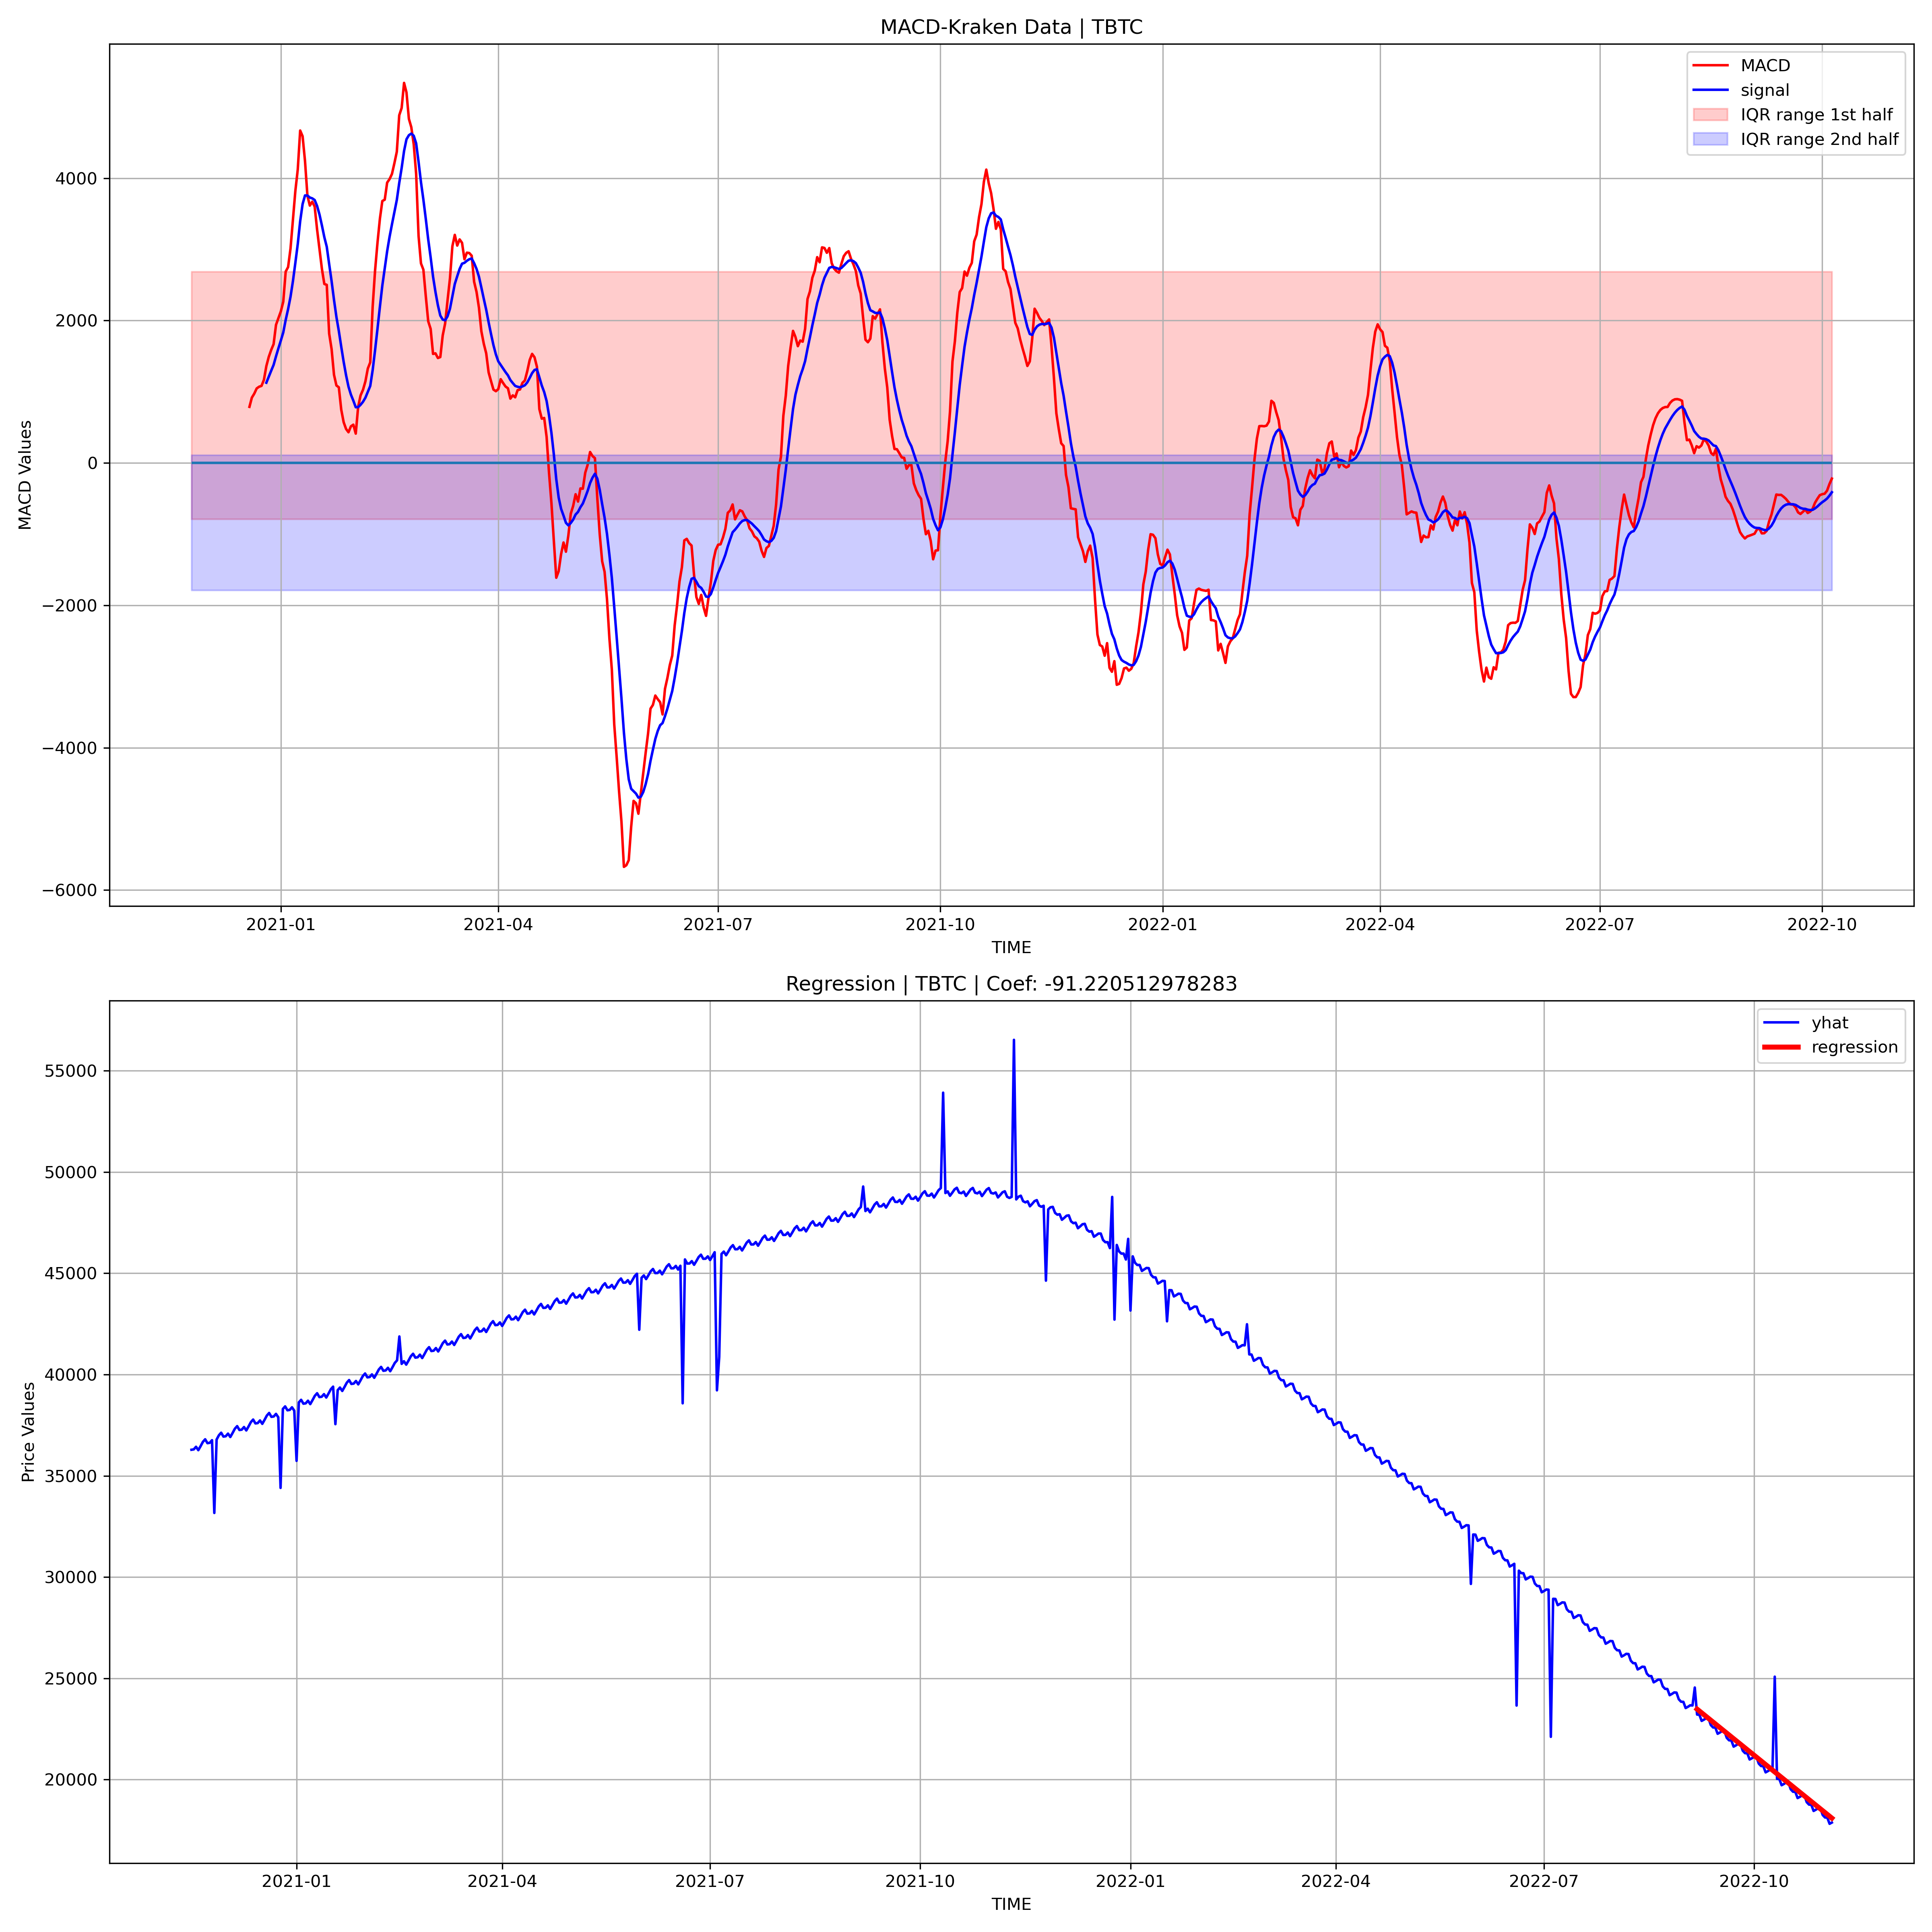 MACD-Kraken Data | TBTC
MACD
signal
IQR range 1st half
IQR range 2nd half
MACD Values
4000
2000
0
−2000
−4000
−6000
2021-01
2021-04
2021-07
2021-10
2022-01
2022-04
2022-07
2022-10
TIME
Regression | TBTC | Coef: -91.220512978283
yhat
regression
Price Values
55000
50000
45000
40000
35000
30000
25000
20000
2021-01
2021-04
2021-07
2021-10
2022-01
2022-04
2022-07
2022-10
TIME